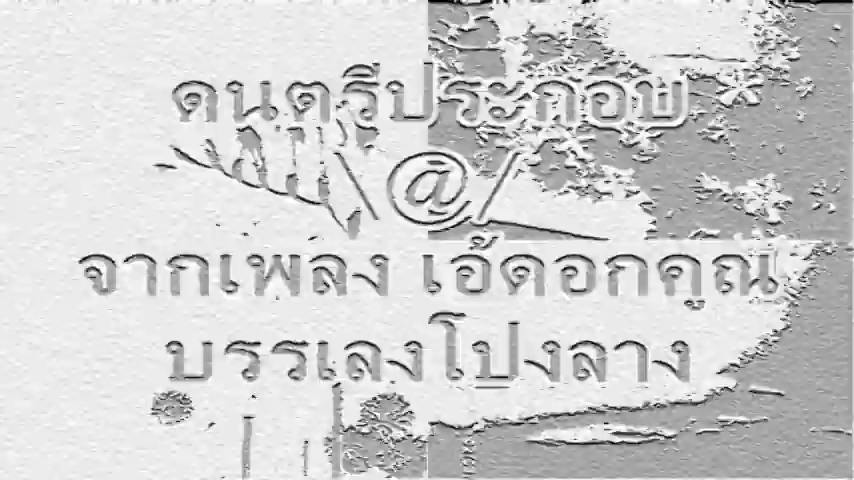 ดนตรีประกอบ
\@/
จากเพลง เอ้ดอกคูณ
บรรเลงโปงลาง